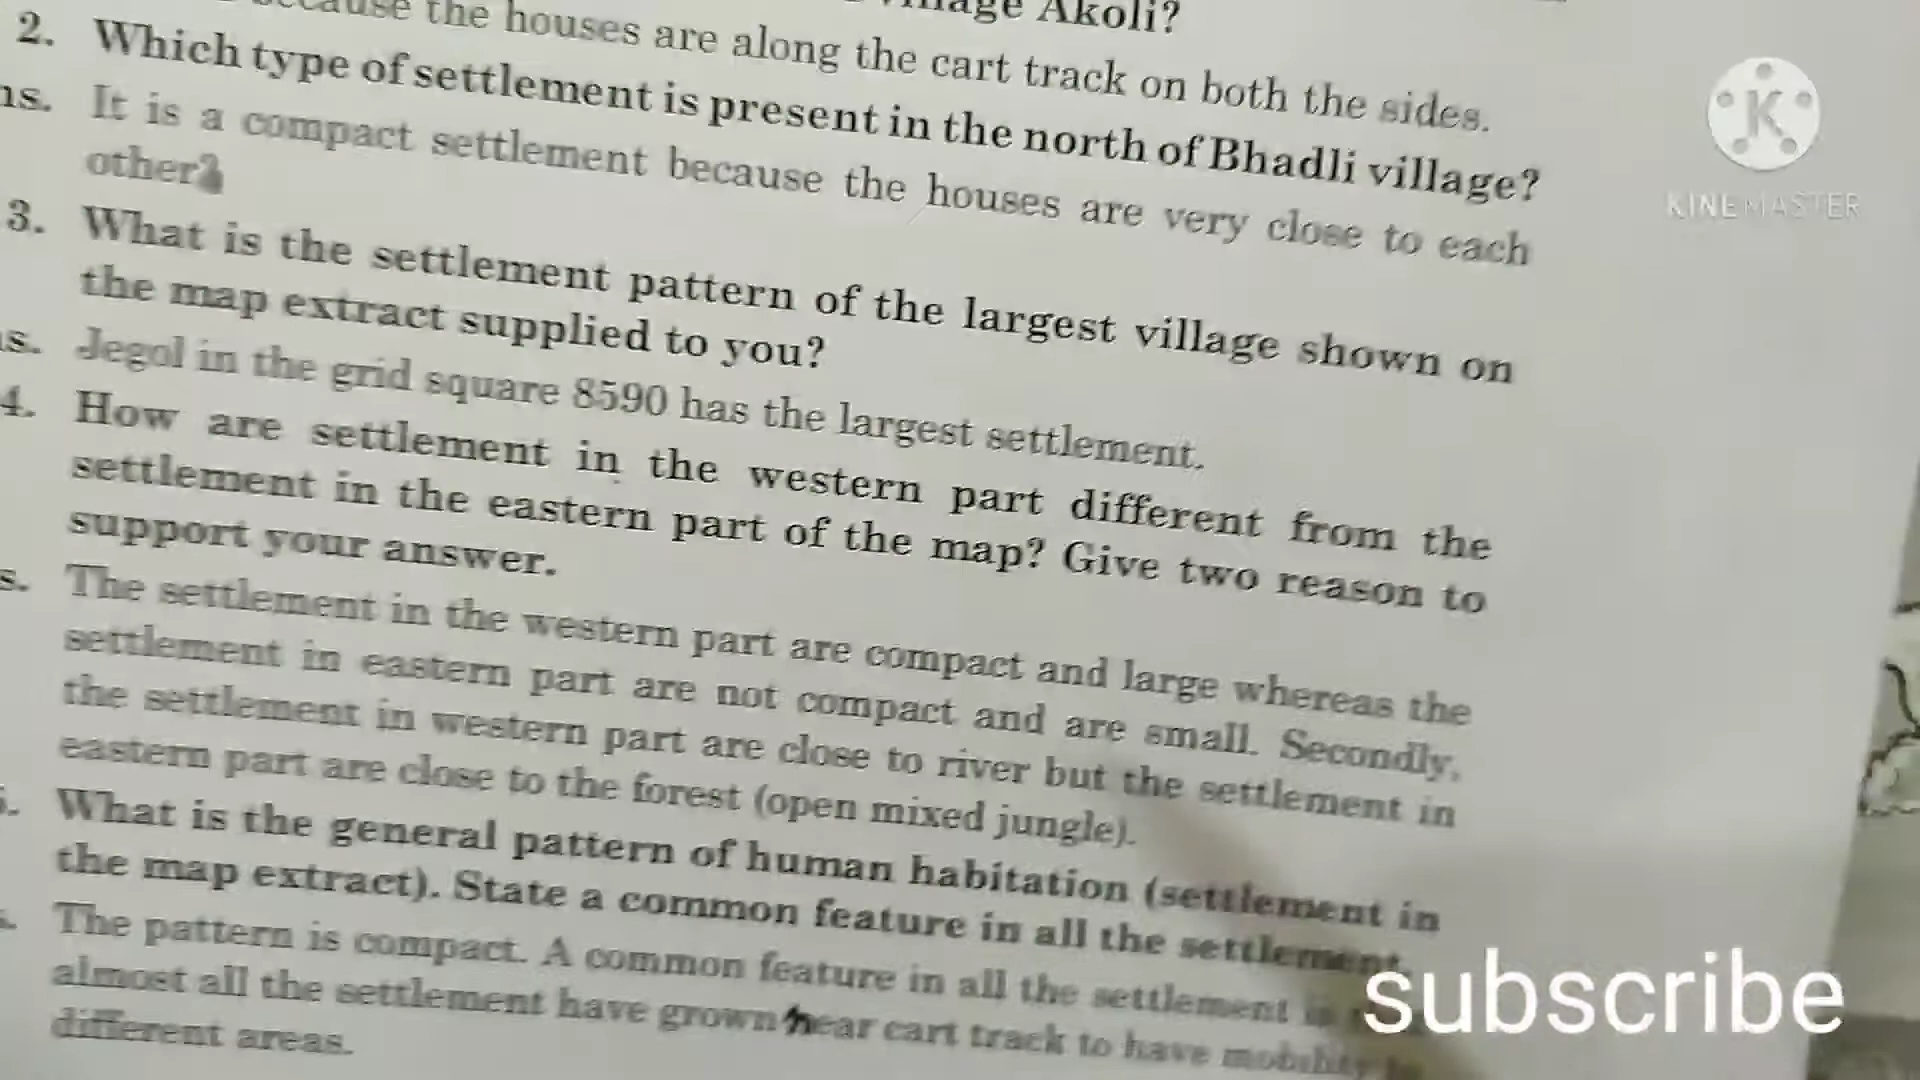 village Akoli?
because the houses are along the cart track on both the sides.
2. Which type of settlement is present in the north of Bhadli village?
ns. It is a compact settlement because the houses are very close to each
other?
3. What is the settlement pattern of the largest village shown on
the map extract supplied to you?
s. Jegol in the grid square 8590 has the largest settlement.
4. How are settlement in the western part different from the
settlement in the eastern part of the map? Give two reason to
support your answer.
s. The settlement in the western part are compact and large whereas the
settlement in eastern part are not compact and are small. Secondly,
the settlement in western part are close to river but the settlement in
eastern part are close to the forest (open mixed jungle).
What is the general pattern of human habitation (settlement in
the map extract). State a common feature in all the settlement.
The pattern is compact. A common feature in all the settlement is
almost all the settlement have grown near cart track to have mobility
different areas.
K
KINEMASTER
subscribe